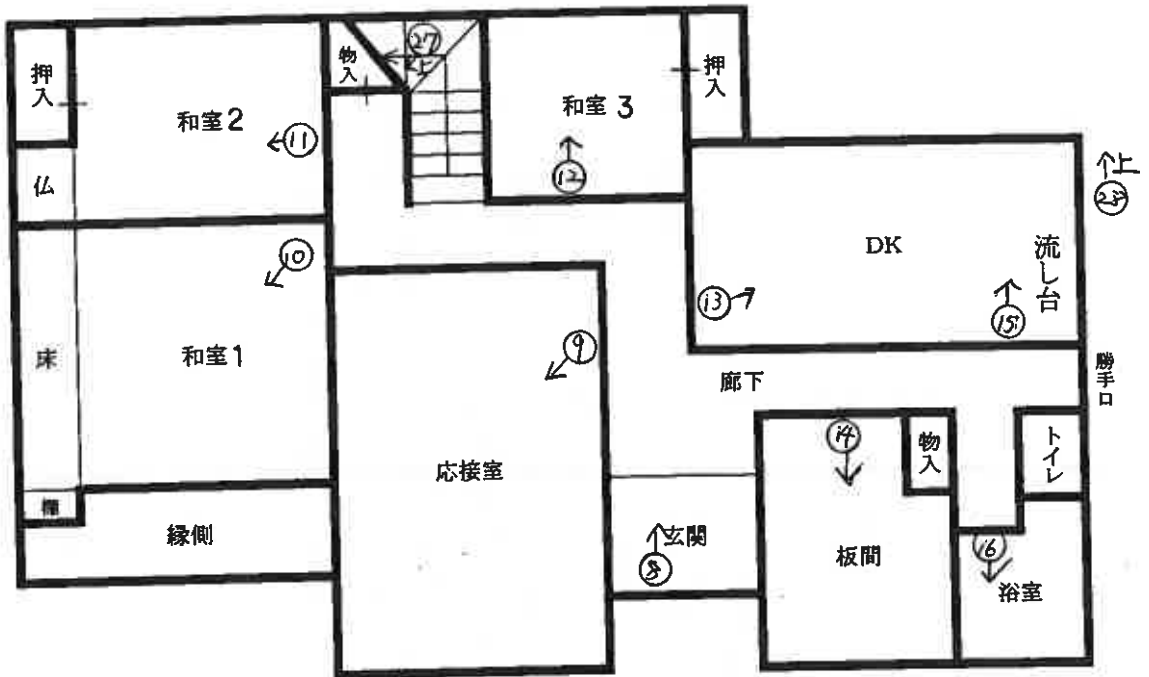 押入
和室2
⑪
仏
物入
㉗
上
和室3
⑫
押入
DK
流し台
⑬
⑮
上
勝手口
床
和室1
⑩
応接室
⑨
廊下
⑭
物入
トイレ
棚
縁側
玄関
⑧
板間
⑯
浴室